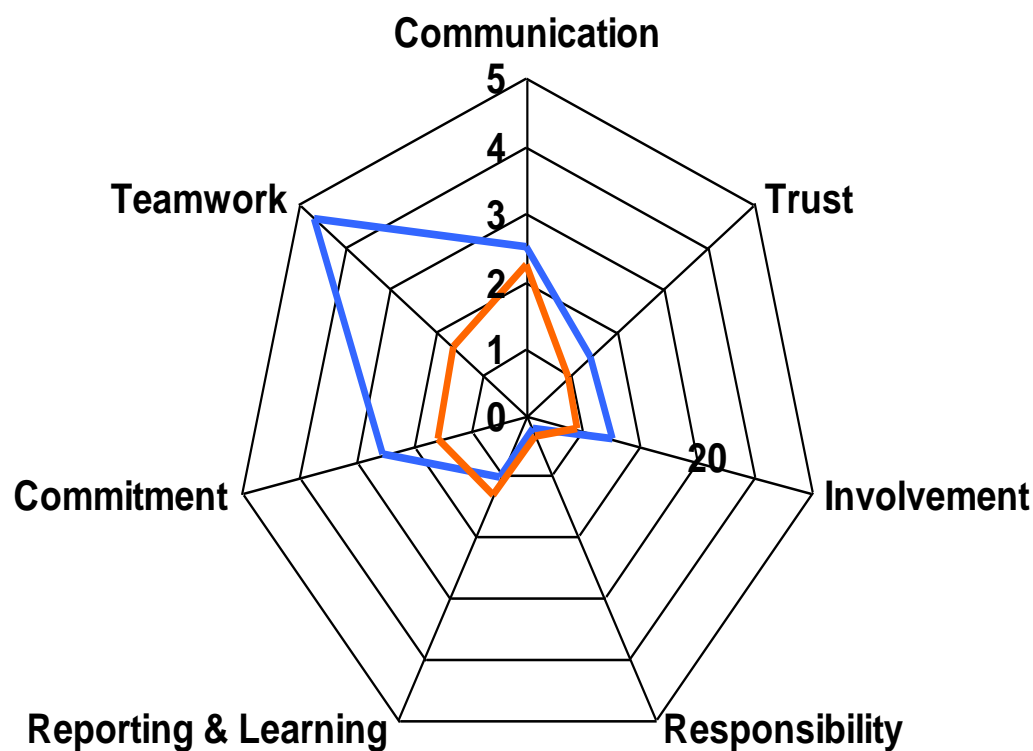 Communication
5
4
Teamwork
Trust
3
2
1
0
20
Commitment
Involvement
Reporting & Learning
Responsibility